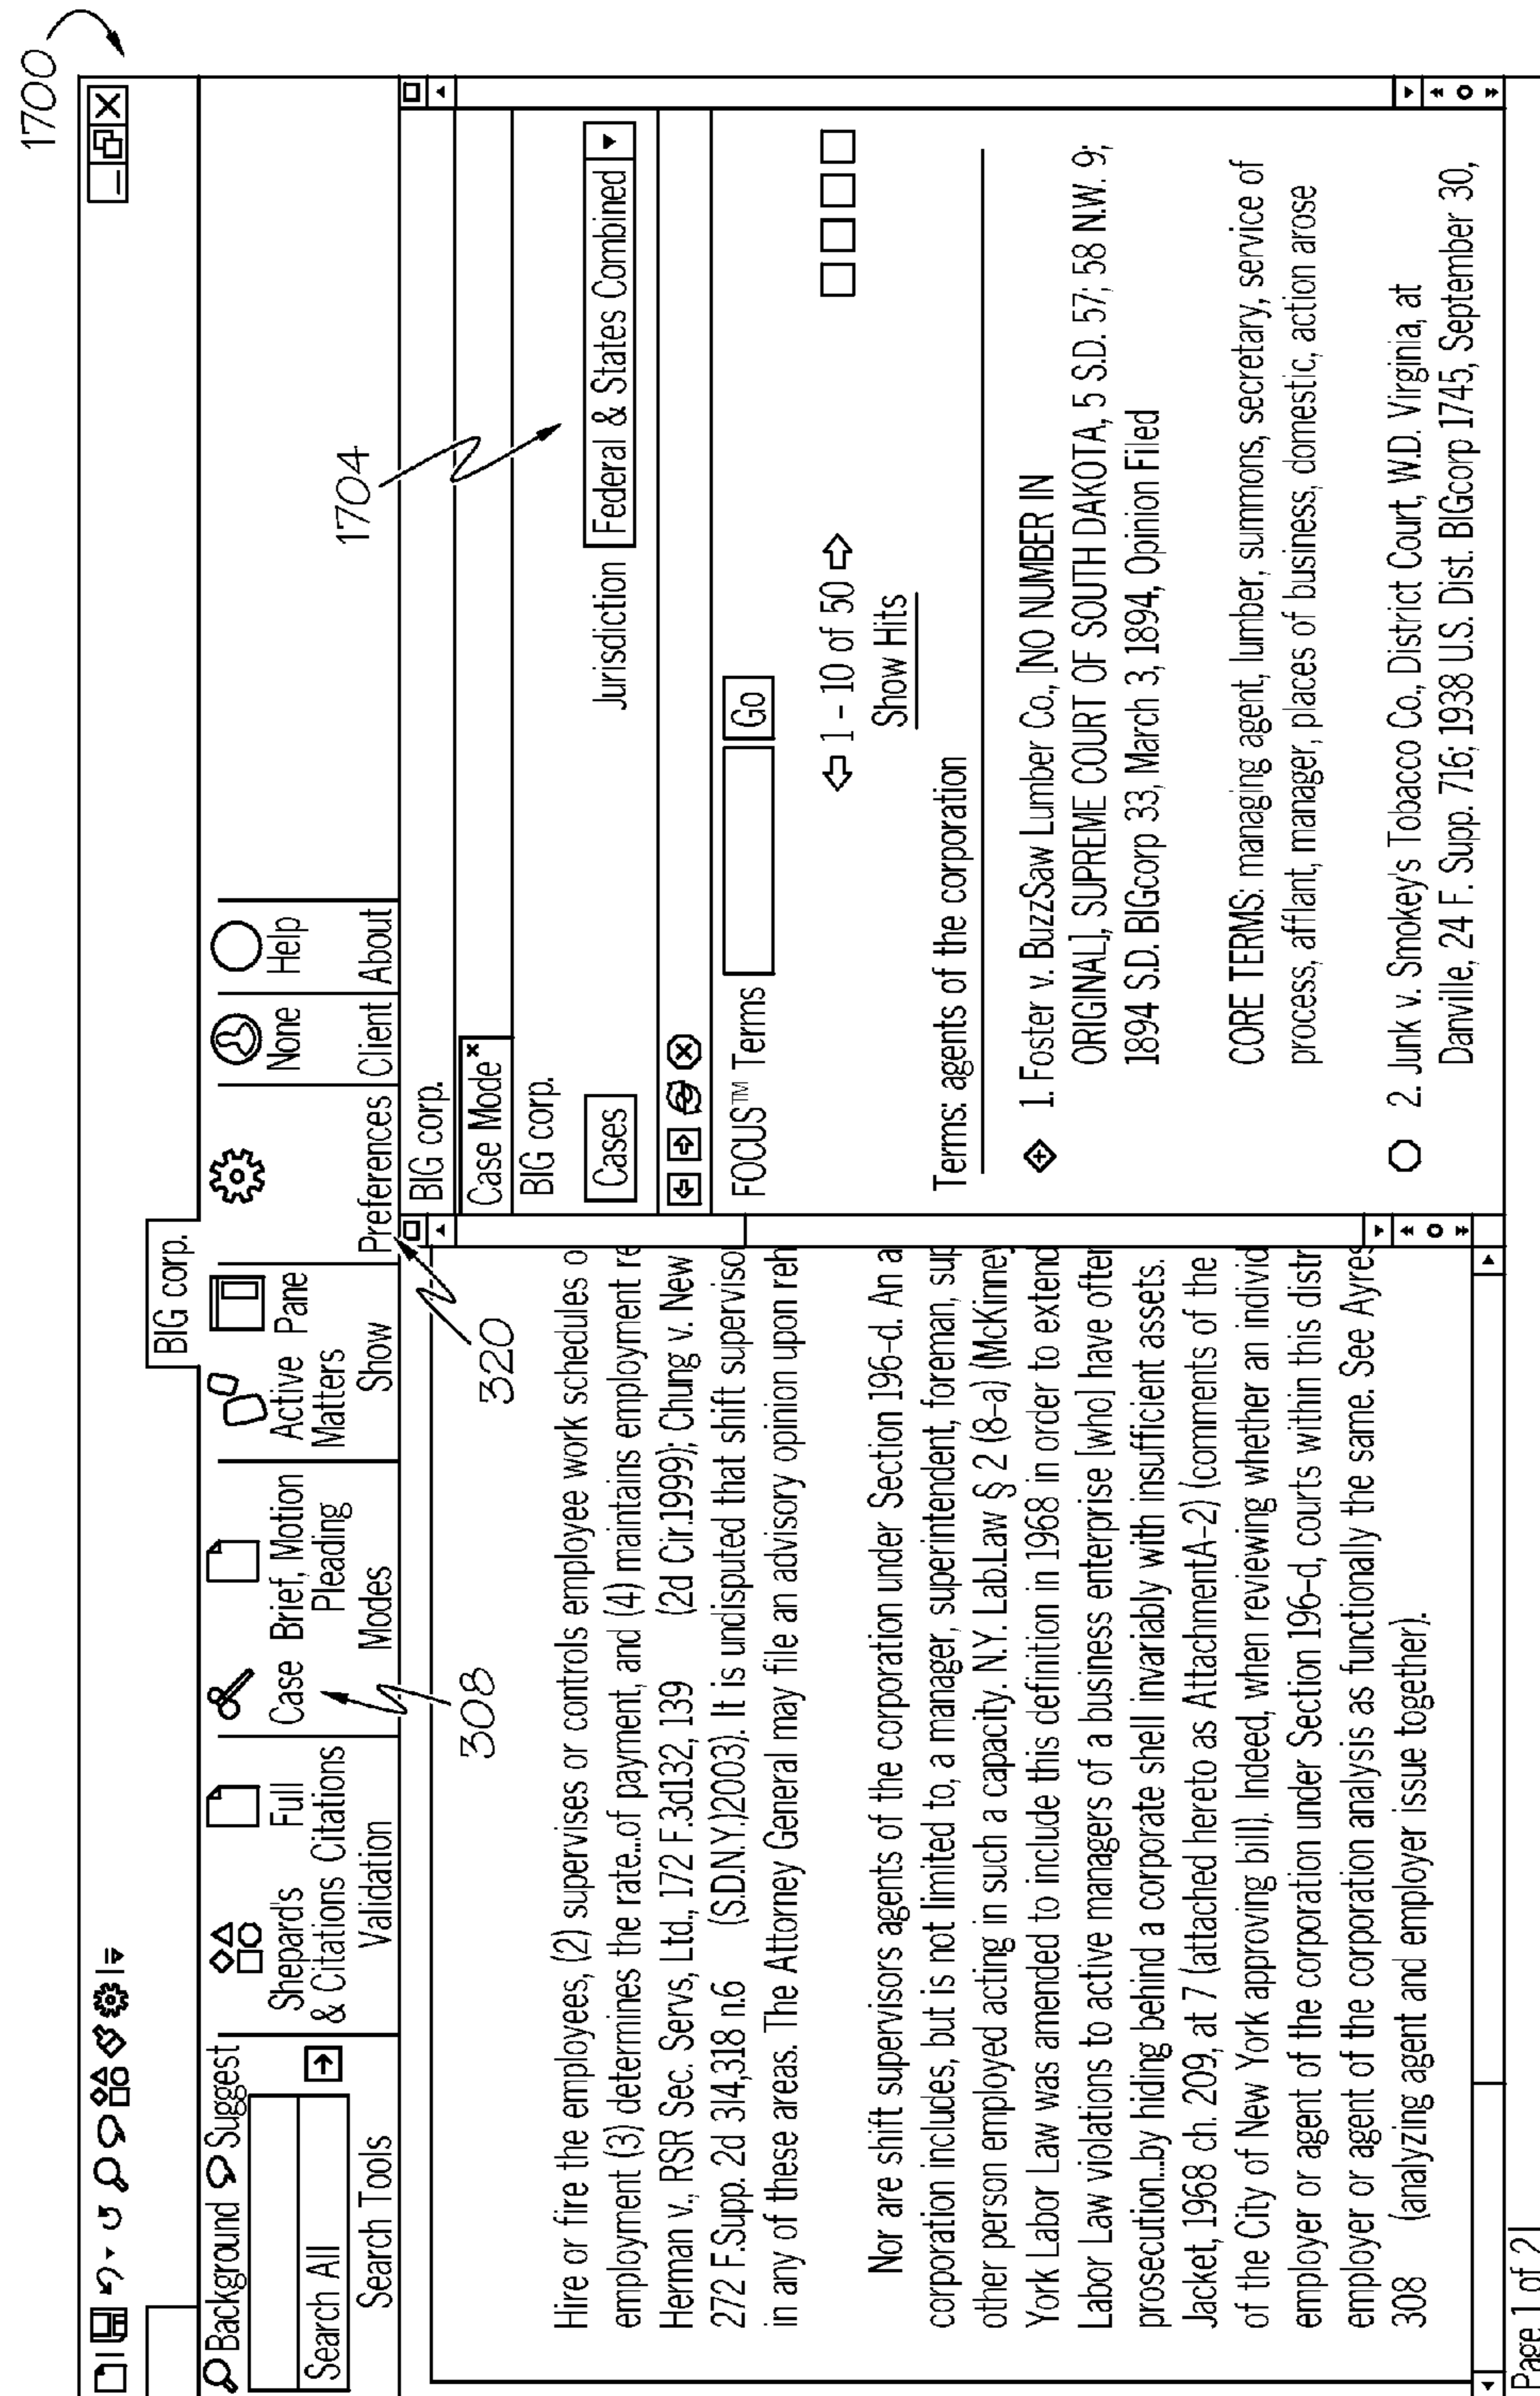 1700
BIG corp.
Background Suggest
Search All
Search Tools
Shepard's
& Citations
Full
Citations
Validation
Case
Brief, Motion
Pleading
Modes
Active
Matters
Pane
Show
Preferences
None
Client
Help
About
308
320
1704
Hire or fire the employees, (2) supervises or controls employee work schedules o
employment (3) determines the rate...of payment, and (4) maintains employment re
Herman v., RSR Sec. Servs, Ltd., 172 F.3d132, 139 (2d Cir.1999); Chung v. New
272 F.Supp. 2d 314,318 n.6 (S.D.N.Y.)2003). It is undisputed that shift superviso
in any of these areas. The Attorney General may file an advisory opinion upon reh
Nor are shift supervisors agents of the corporation under Section 196-d. An a
corporation includes, but is not limited to, a manager, superintendent, foreman, sup
other person employed acting in such a capacity. N.Y. Lab.Law § 2 (8-a) (McKinney
York Labor Law was amended to include this definition in 1968 in order to extend
Labor Law violations to active managers of a business enterprise [who] have often
prosecution...by hiding behind a corporate shell invariably with insufficient assets.
Jacket, 1968 ch. 209, at 7 (attached hereto as AttachmentA-2) (comments of the
of the City of New York approving bill). Indeed, when reviewing whether an individ
employer or agent of the corporation under Section 196-d, courts within this distr
employer or agent of the corporation analysis as functionally the same. See Ayres
308 (analyzing agent and employer issue together).
BIG corp.
Case Mode x
BIG corp.
Cases
Jurisdiction Federal & States Combined
FOCUS™ Terms Go
1 - 10 of 50
Show Hits
Terms: agents of the corporation
1. Foster v. BuzzSaw Lumber Co., [NO NUMBER IN
ORIGINAL], SUPREME COURT OF SOUTH DAKOTA, 5 S.D. 57; 58 N.W. 9;
1894 S.D. BIGcorp 33, March 3, 1894, Opinion Filed
CORE TERMS: managing agent, lumber, summons, secretary, service of
process, affiant, manager, places of business, domestic, action arose
2. Junk v. Smokey's Tobacco Co., District Court, W.D. Virginia, at
Danville, 24 F. Supp. 716; 1938 U.S. Dist. BIGcorp 1745, September 30,
Page 1 of 2